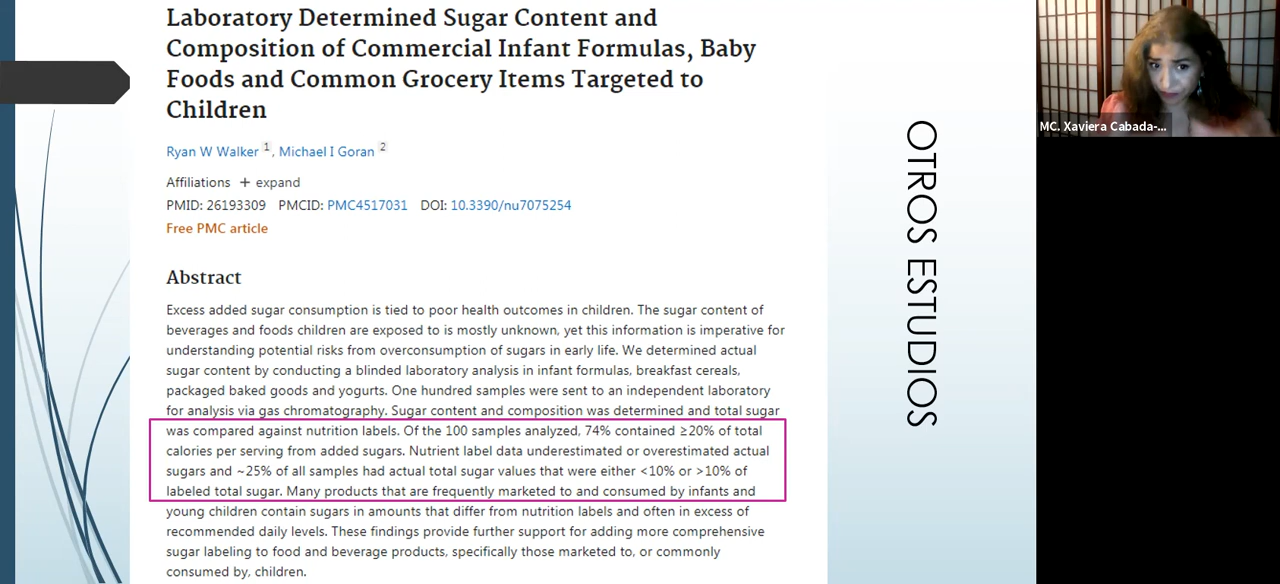 Laboratory Determined Sugar Content and
Composition of Commercial Infant Formulas, Baby
Foods and Common Grocery Items Targeted to
Children
Ryan W Walker 1, Michael I Goran 2
Affiliations + expand
PMID: 26193309 PMCID: PMC4517031 DOI: 10.3390/nu7075254
Free PMC article
Abstract
Excess added sugar consumption is tied to poor health outcomes in children. The sugar content of
beverages and foods children are exposed to is mostly unknown, yet this information is imperative for
understanding potential risks from overconsumption of sugars in early life. We determined actual
sugar content by conducting a blinded laboratory analysis in infant formulas, breakfast cereals,
packaged baked goods and yogurts. One hundred samples were sent to an independent laboratory
for analysis via gas chromatography. Sugar content and composition was determined and total sugar
was compared against nutrition labels. Of the 100 samples analyzed, 74% contained ≥20% of total
calories per serving from added sugars. Nutrient label data underestimated or overestimated actual
sugars and ~25% of all samples had actual total sugar values that were either <10% or >10% of
labeled total sugar. Many products that are frequently marketed to and consumed by infants and
young children contain sugars in amounts that differ from nutrition labels and often in excess of
recommended daily levels. These findings provide further support for adding more comprehensive
sugar labeling to food and beverage products, specifically those marketed to, or commonly
consumed by, children.
OTROS ESTUDIOS
MC. Xaviera Cabada-...